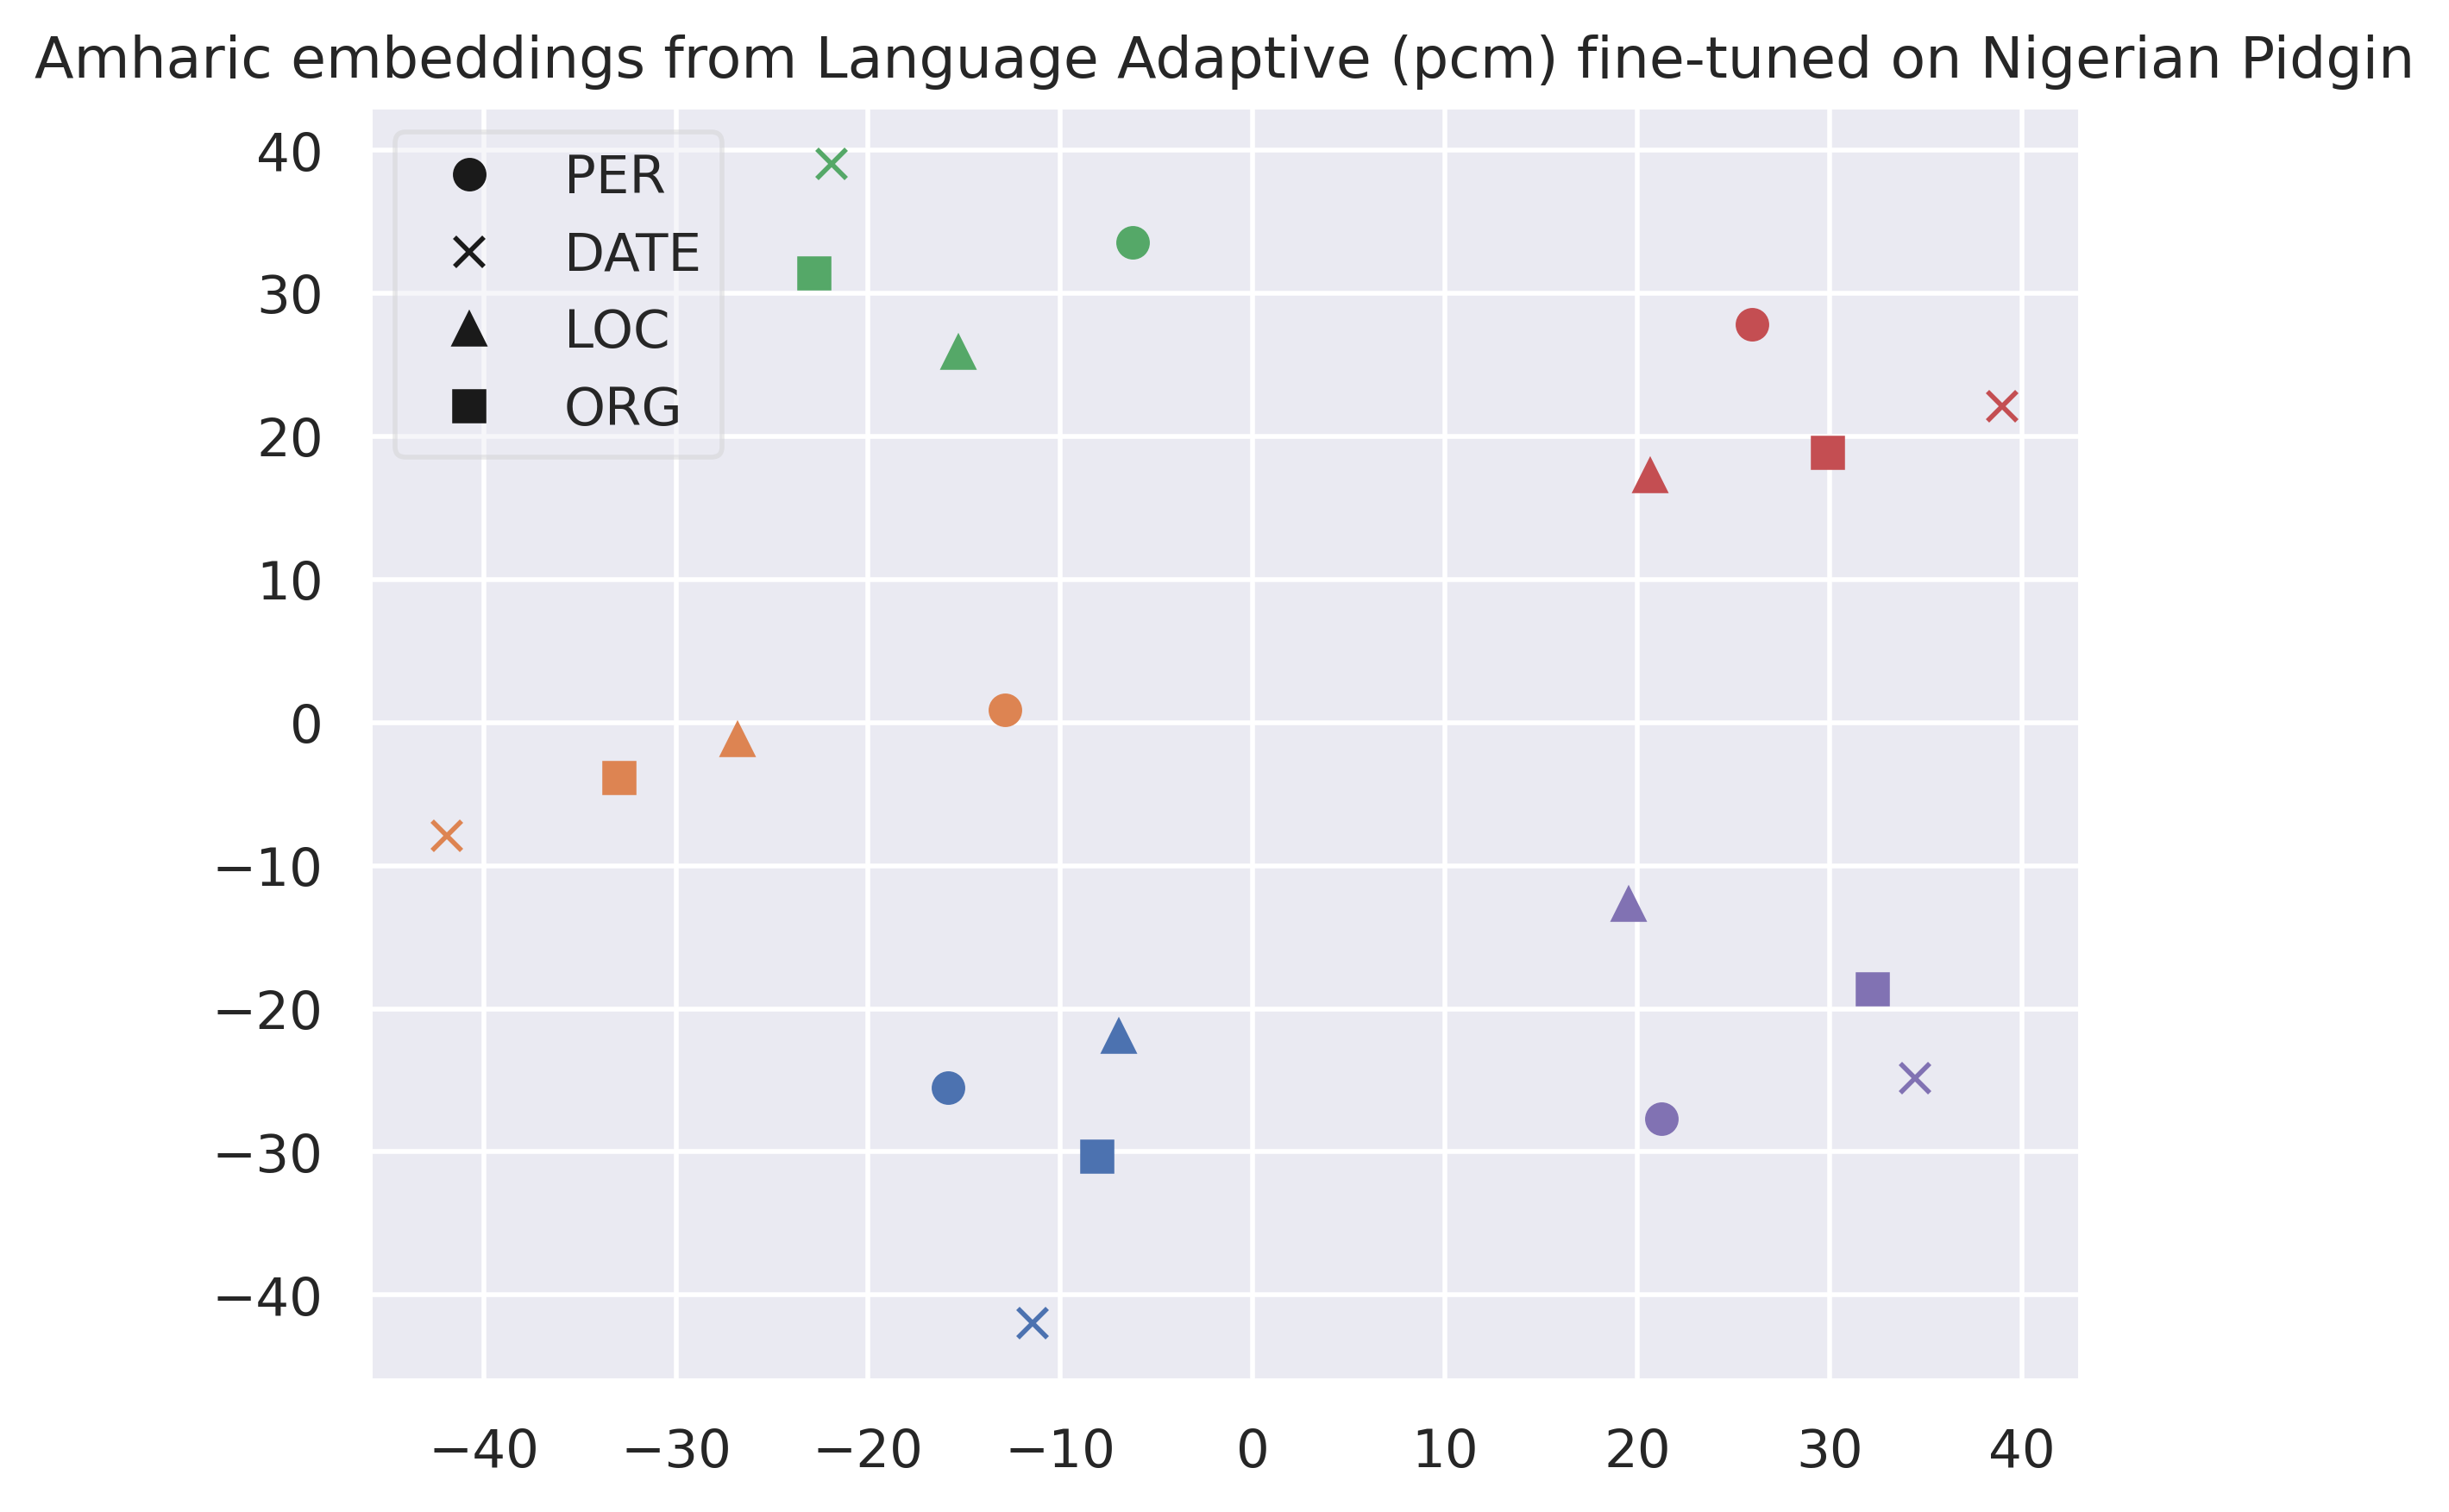 Amharic embeddings from Language Adaptive (pcm) fine-tuned on Nigerian Pidgin
PER
DATE
LOC
ORG
40
30
20
10
0
−10
−20
−30
−40
−40 −30 −20 −10 0 10 20 30 40